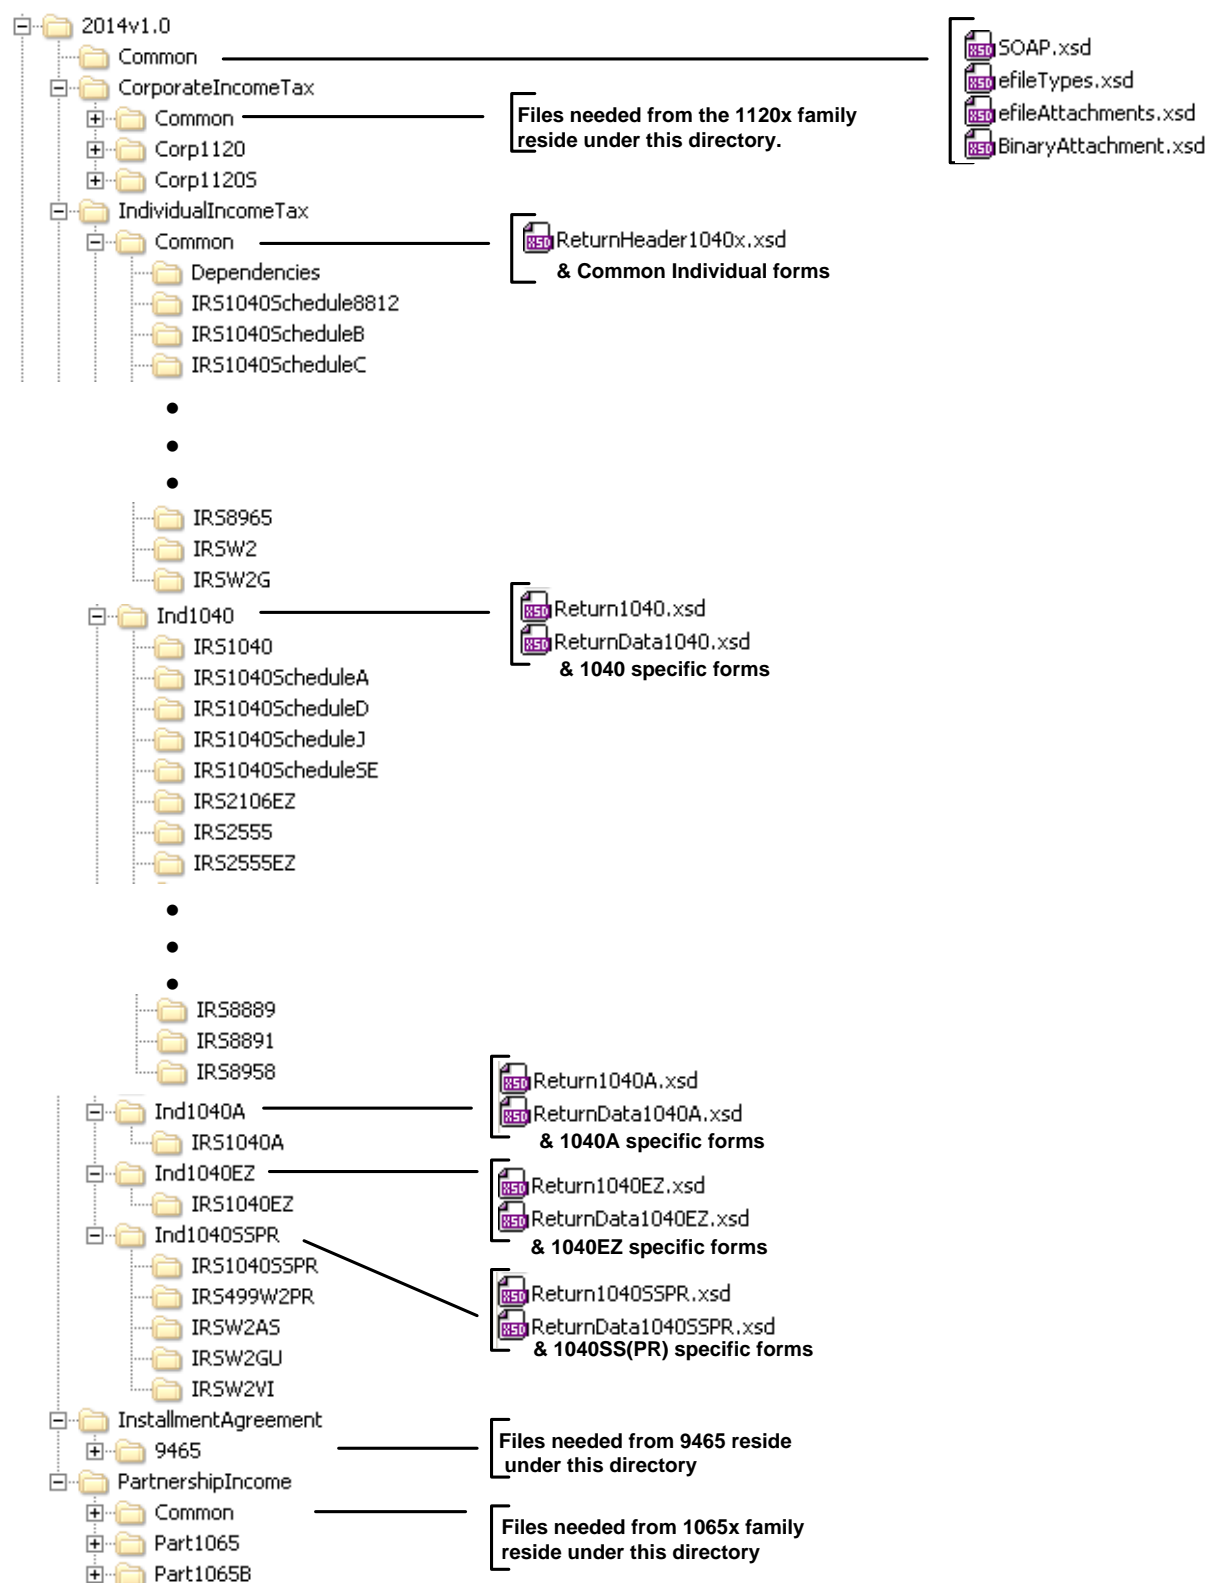 2014v1.0
Common
SOAP.xsd
efileTypes.xsd
efileAttachments.xsd
BinaryAttachment.xsd
CorporateIncomeTax
Common
Files needed from the 1120x family
reside under this directory.
Corp1120
Corp1120S
IndividualIncomeTax
Common
ReturnHeader1040x.xsd
& Common Individual forms
Dependencies
IRS1040Schedule8812
IRS1040ScheduleB
IRS1040ScheduleC
•
•
•
IRS8965
IRSW2
IRSW2G
Ind1040
Return1040.xsd
ReturnData1040.xsd
& 1040 specific forms
IRS1040
IRS1040ScheduleA
IRS1040ScheduleD
IRS1040ScheduleJ
IRS1040ScheduleSE
IRS2106EZ
IRS2555
IRS2555EZ
•
•
•
IRS8889
IRS8891
IRS8958
Ind1040A
Return1040A.xsd
ReturnData1040A.xsd
& 1040A specific forms
IRS1040A
Ind1040EZ
Return1040EZ.xsd
ReturnData1040EZ.xsd
& 1040EZ specific forms
IRS1040EZ
Ind1040SSPR
Return1040SSPR.xsd
ReturnData1040SSPR.xsd
& 1040SS(PR) specific forms
IRS1040SSPR
IRS499W2PR
IRSW2AS
IRSW2GU
IRSW2VI
InstallmentAgreement
9465
Files needed from 9465 reside
under this directory
PartnershipIncome
Common
Files needed from 1065x family
reside under this directory
Part1065
Part1065B